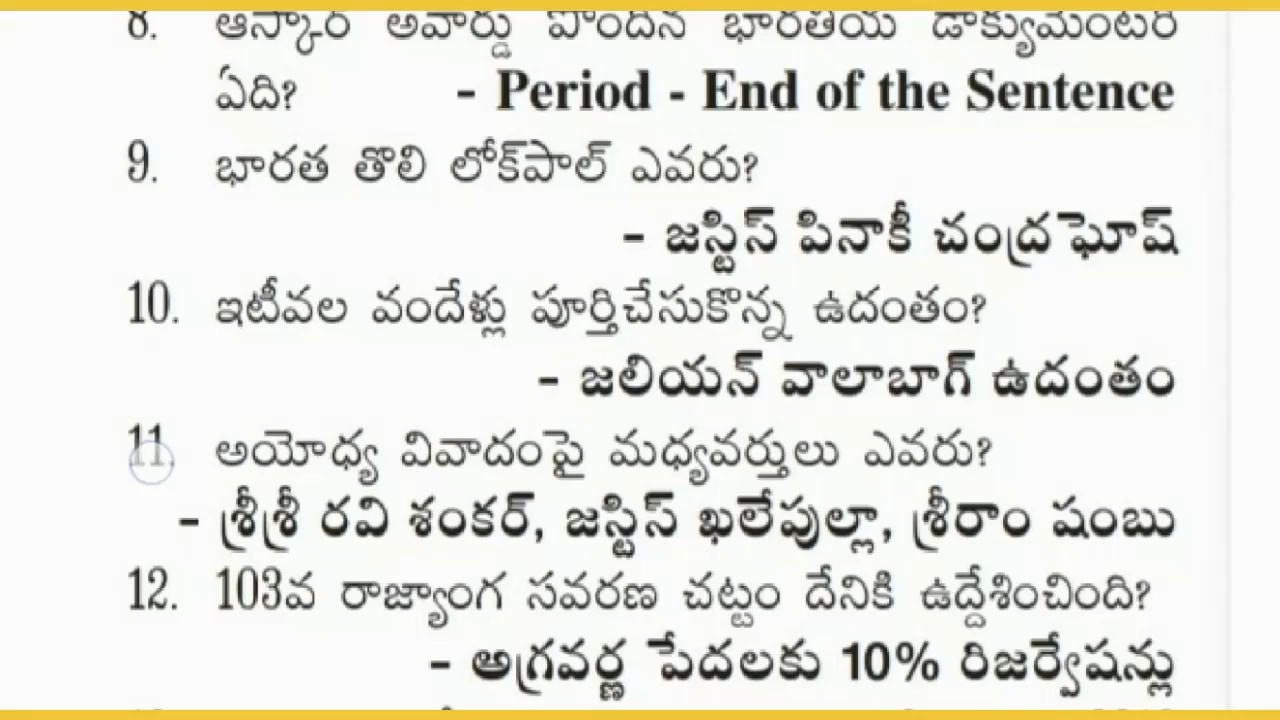 8. ఆస్కార్ అవార్డు పొందిన భారతీయ డాక్యుమెంటరీ
ఏది? - Period - End of the Sentence
9. భారత తొలి లోక్‌పాల్ ఎవరు?
- జస్టిస్ పినాకీ చంద్రఘోష్
10. ఇటీవల వందేళ్లు పూర్తిచేసుకొన్న ఉదంతం?
- జలియన్ వాలాబాగ్ ఉదంతం
11. అయోధ్య వివాదంపై మధ్యవర్తులు ఎవరు?
- శ్రీశ్రీ రవి శంకర్, జస్టిస్ ఖలేపుల్లా, శ్రీరాం షంబు
12. 103వ రాజ్యాంగ సవరణ చట్టం దేనికి ఉద్దేశించింది?
- అగ్రవర్ణ పేదలకు 10% రిజర్వేషన్లు